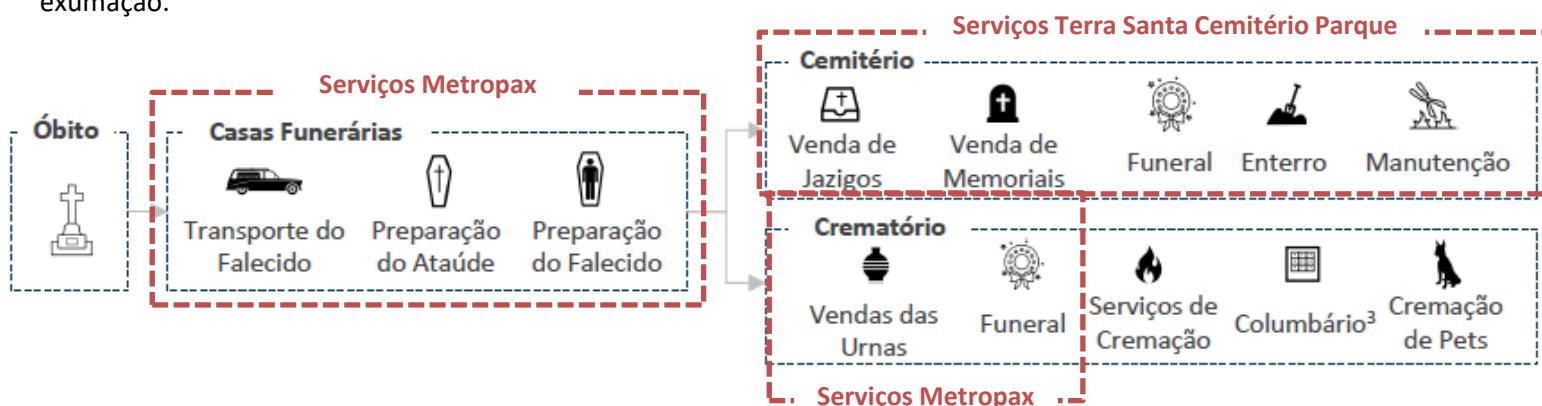 exumação.
Serviços Terra Santa Cemitério Parque
Serviços Metropax
Óbito
Casas Funerárias
Transporte do
Falecido
Preparação
do Ataúde
Preparação
do Falecido
Cemitério
Venda de
Jazigos
Venda de
Memoriais
Funeral
Enterro
Manutenção
Crematório
Vendas das
Urnas
Funeral
Serviços de
Cremação
Columbário³
Cremação
de Pets
Serviços Metropax